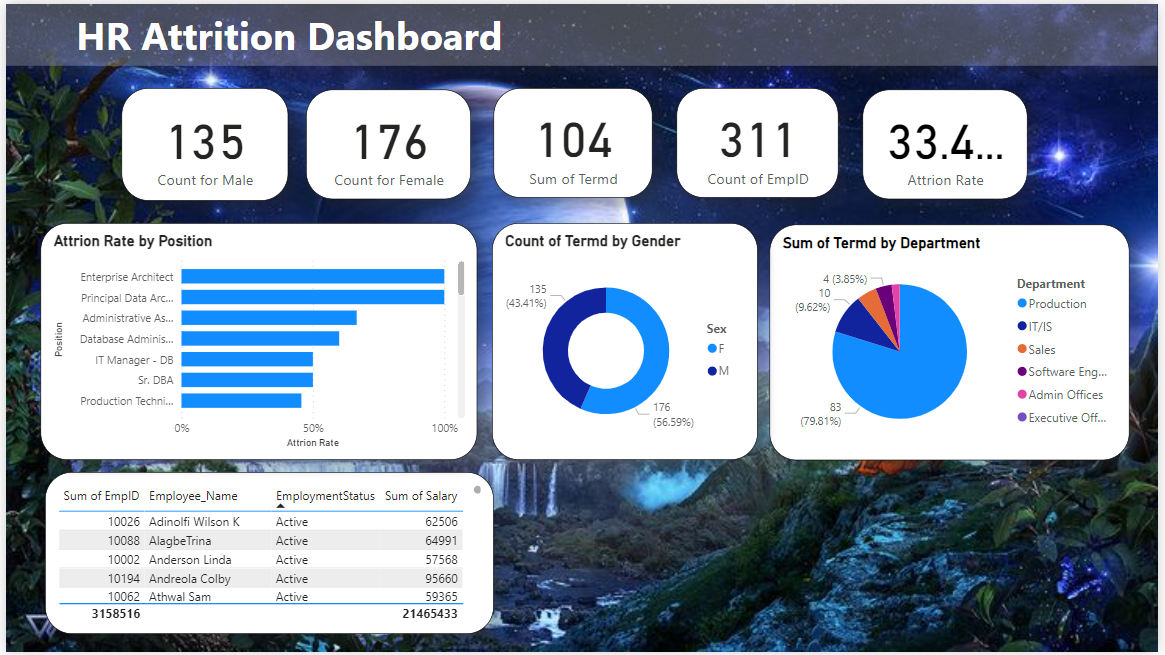 HR Attrition Dashboard
135
Count for Male
176
Count for Female
104
Sum of Termd
311
Count of EmpID
33.4...
Attrion Rate
Attrion Rate by Position
Position
Enterprise Architect
Principal Data Arc...
Administrative As...
Database Adminis...
IT Manager - DB
Sr. DBA
Production Techni...
0% 50% 100%
Attrion Rate
Count of Termd by Gender
135
(43.41%)
176
(56.59%)
Sex
F
M
Sum of Termd by Department
4 (3.85%)
10
(9.62%)
83
(79.81%)
Department
Production
IT/IS
Sales
Software Eng...
Admin Offices
Executive Off...
Sum of EmpID Employee_Name EmploymentStatus Sum of Salary
10026 Adinolfi Wilson K Active 62506
10088 AlagbeTrina Active 64991
10002 Anderson Linda Active 57568
10194 Andreola Colby Active 95660
10062 Athwal Sam Active 59365
3158516 21465433